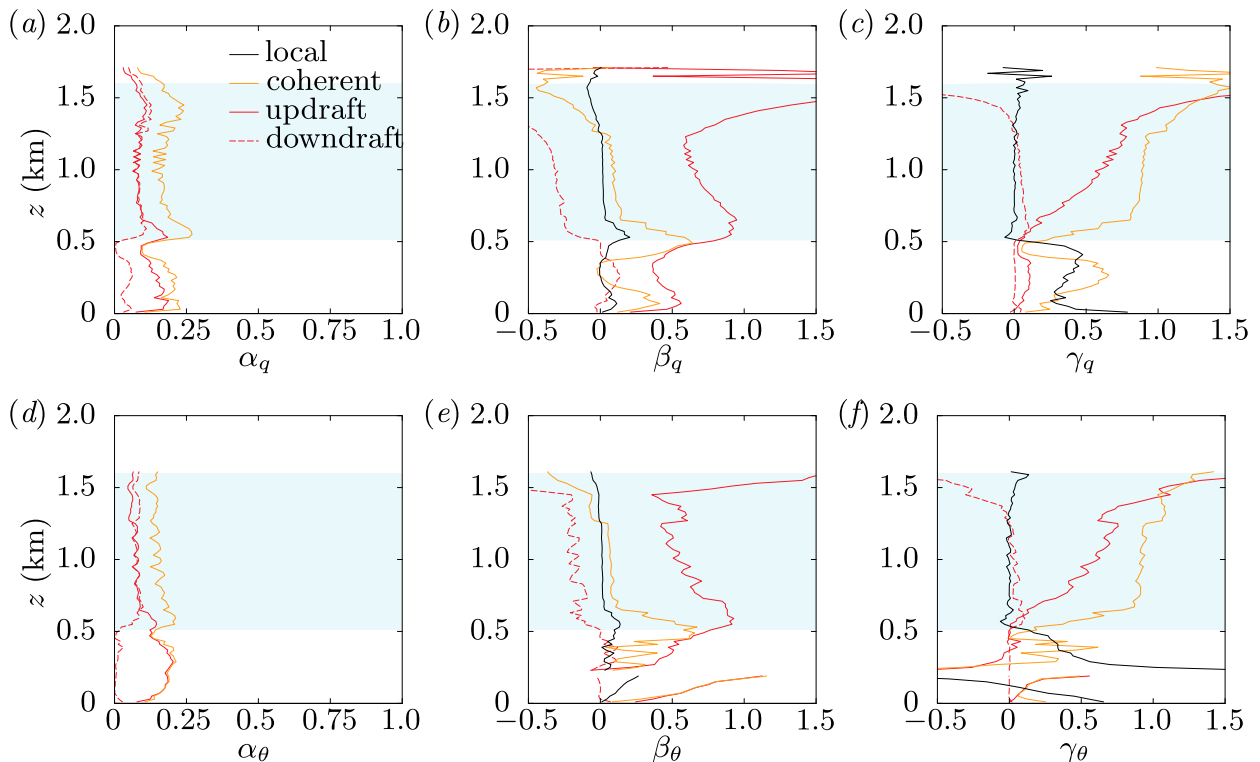 (a) 2.0 (b) 2.0 (c) 2.0
local
coherent
updraft
downdraft
1.5 1.5 1.5
z (km) 1.0 1.0 1.0
0.5 0.5 0.5
0 0 0
0 0.25 0.5 0.75 1.0 −0.5 0 0.5 1.0 1.5 −0.5 0 0.5 1.0 1.5
α_q β_q γ_q
(d) 2.0 (e) 2.0 (f) 2.0
1.5 1.5 1.5
z (km) 1.0 1.0 1.0
0.5 0.5 0.5
0 0 0
0 0.25 0.5 0.75 1.0 −0.5 0 0.5 1.0 1.5 −0.5 0 0.5 1.0 1.5
α_θ β_θ γ_θ